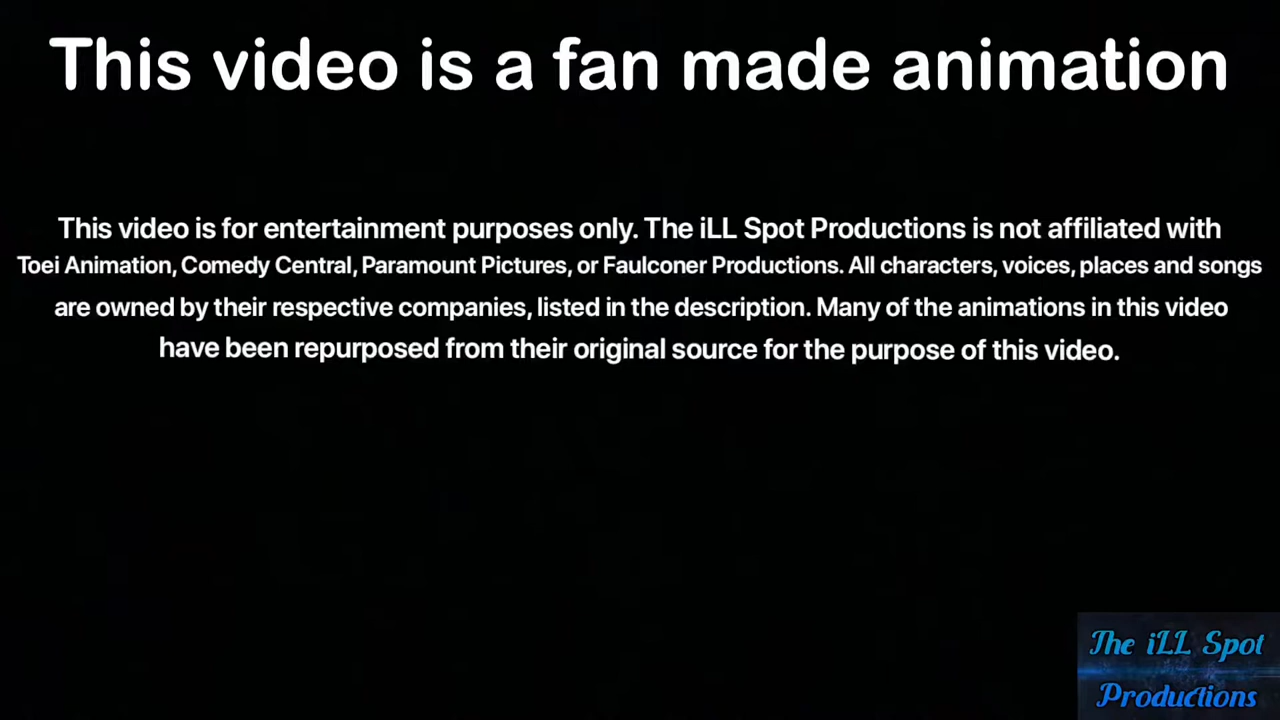 This video is a fan made animation
This video is for entertainment purposes only. The iLL Spot Productions is not affiliated with
Toei Animation, Comedy Central, Paramount Pictures, or Faulconer Productions. All characters, voices, places and songs
are owned by their respective companies, listed in the description. Many of the animations in this video
have been repurposed from their original source for the purpose of this video.
The iLL Spot
Productions